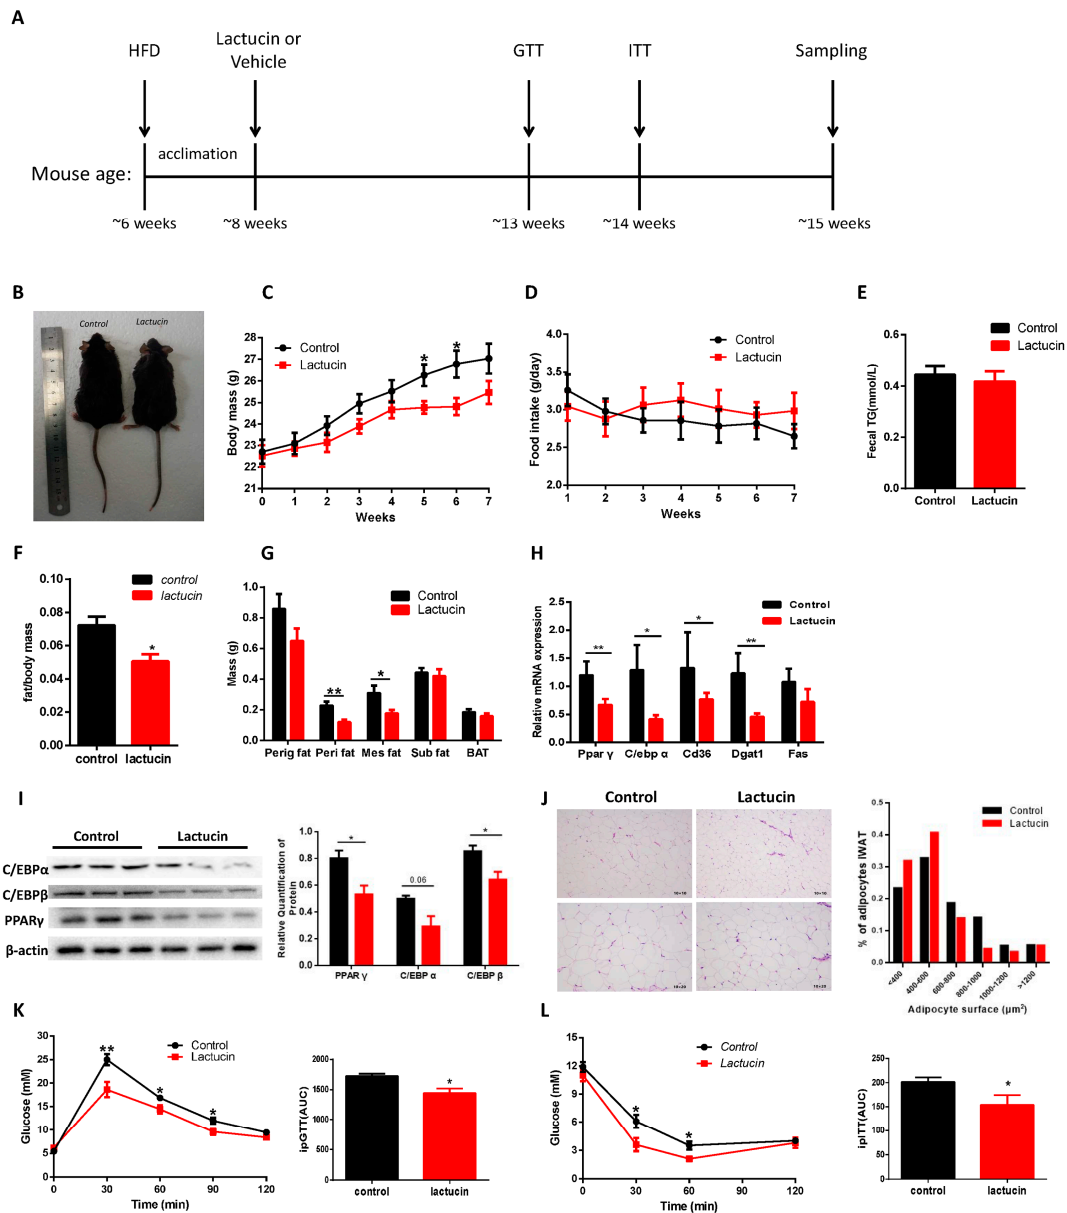 A
HFD
Lactucin or
Vehicle
GTT
ITT
Sampling
acclimation
Mouse age:
~6 weeks
~8 weeks
~13 weeks
~14 weeks
~15 weeks
B
Control
Lactucin
C
Control
Lactucin
* *
Body mass (g)
28
27
26
25
24
23
22
21
0 1 2 3 4 5 6 7
Weeks
D
Control
Lactucin
Food intake (g/day)
4.0
3.5
3.0
2.5
2.0
1 2 3 4 5 6 7
Weeks
E
Control
Lactucin
Fecal TG(mmol/L)
0.6
0.4
0.2
0.0
Control Lactucin
F
control
lactucin
*
fat/body mass
0.10
0.08
0.06
0.04
0.02
0.00
control lactucin
G
Control
Lactucin
** *
Mass (g)
1.0
0.8
0.6
0.4
0.2
0.0
Perig fat Peri fat Mes fat Sub fat BAT
H
Control
Lactucin
** * * **
Relative mRNA expression
2.5
2.0
1.5
1.0
0.5
0.0
Ppar γ C/ebp α Cd36 Dgat1 Fas
I
Control Lactucin
C/EBPα
C/EBPβ
PPARγ
β-actin
Relative Quantification of
Protein
1.0
0.8
0.6
0.4
0.2
0.0
* 0.06 *
PPAR γ C/EBP α C/EBP β
J
Control Lactucin
10×10 10×10
10×20 10×20
Control
Lactucin
% of adipocytes IWAT
0.5
0.4
0.3
0.2
0.1
0.0
<400 400-600 600-800 800-1000 1000-1200 >1200
Adipocyte surface (μm²)
K
Control
Lactucin
** * *
Glucose (mM)
30
25
20
15
10
5
0
0 30 60 90 120
Time (min)
ipGTT(AUC)
2000
1500
1000
500
0
*
control lactucin
L
Control
Lactucin
* *
Glucose (mM)
15
12
9
6
3
0
0 30 60 120
Time (min)
ipITT(AUC)
250
200
150
100
50
0
*
control lactucin